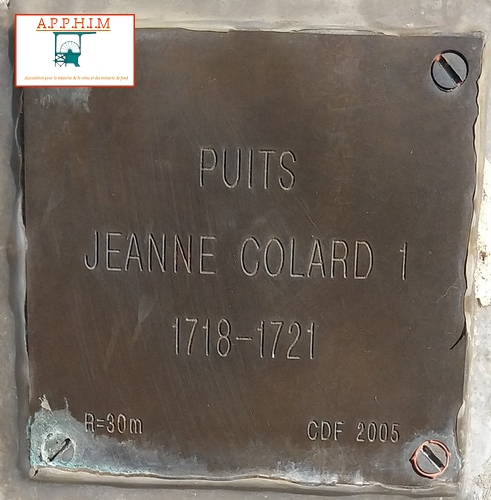 A.P.P.H.I.M
PUITS
JEANNE COLARD 1
1718-1721
R=30m
CDF 2005